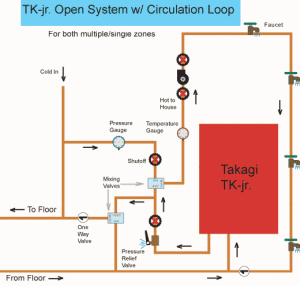 TK-jr. Open System w/ Circulation Loop
For both multiple/single zones
Faucet
Cold In
Hot to
House
Pressure
Gauge
Temperature
Gauge
Shutoff
Mixing
Valves
Takagi
TK-jr.
To Floor
One
Way
Valve
Pressure
Relief
Valve
From Floor